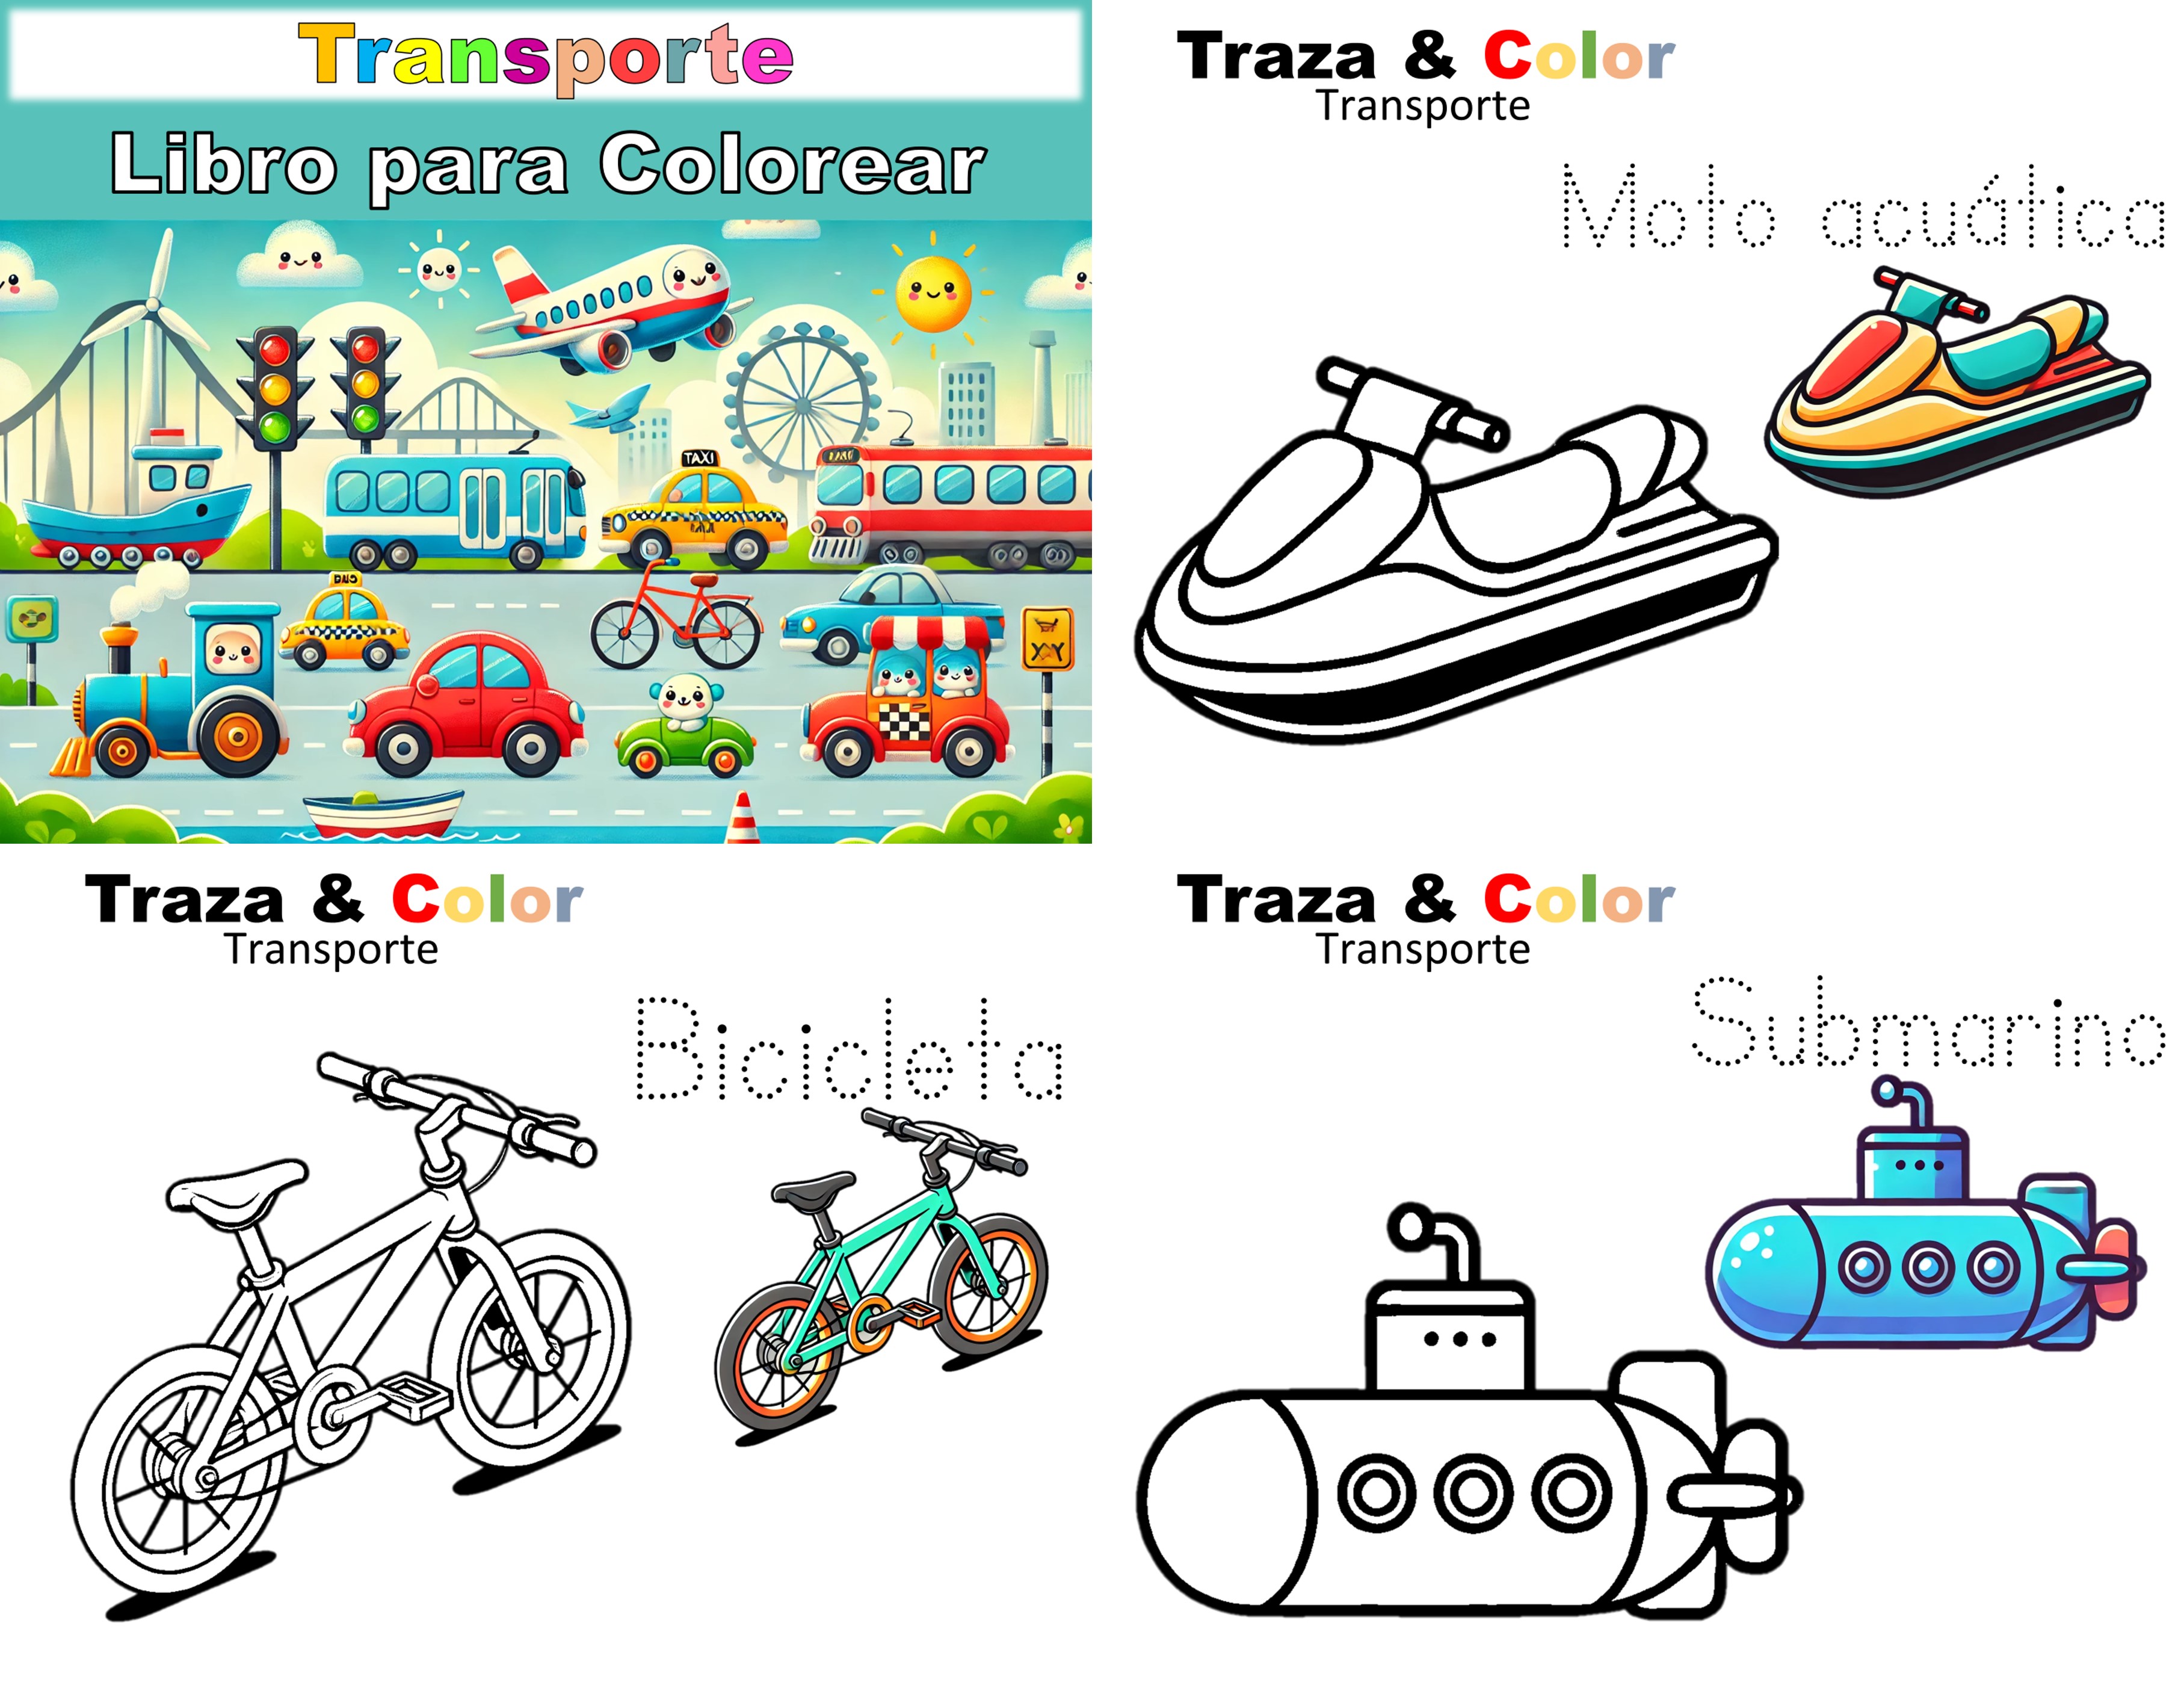 Transporte
Libro para Colorear
TAXI
Traza & Color
Transporte
Moto acuática
Traza & Color
Transporte
Bicicleta
Traza & Color
Transporte
Submarino